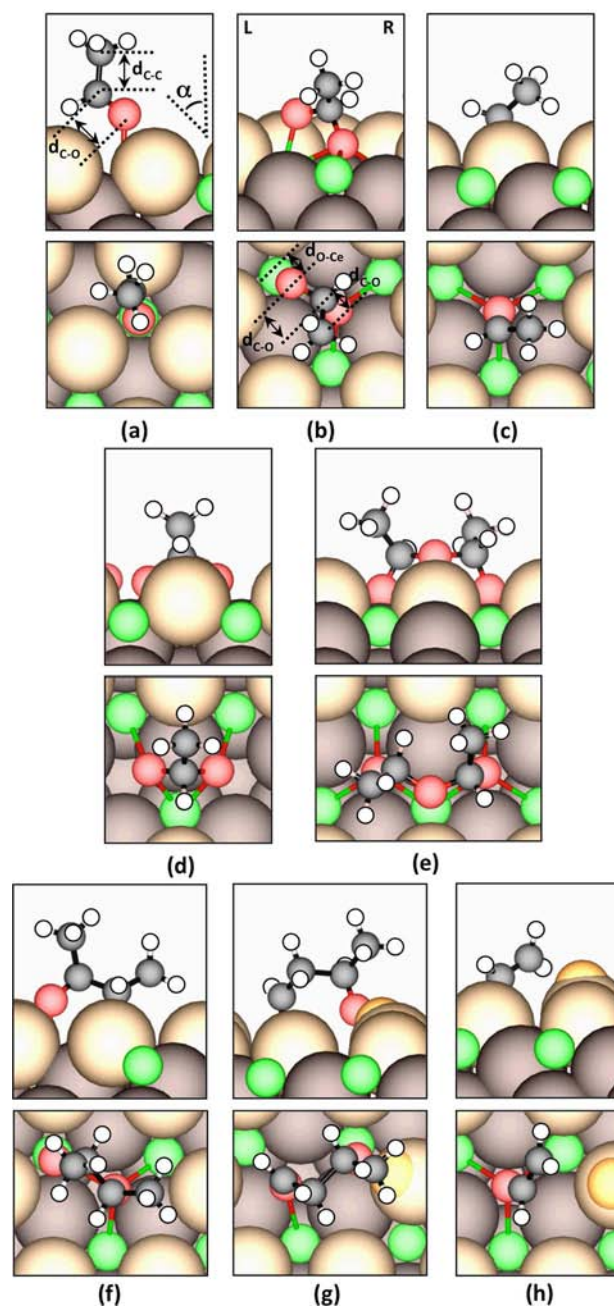 L R
d_C-C
α
d_C-O
d_O-Ce
d_C-O
d_C-O
(a) (b) (c)
(d) (e)
(f) (g) (h)